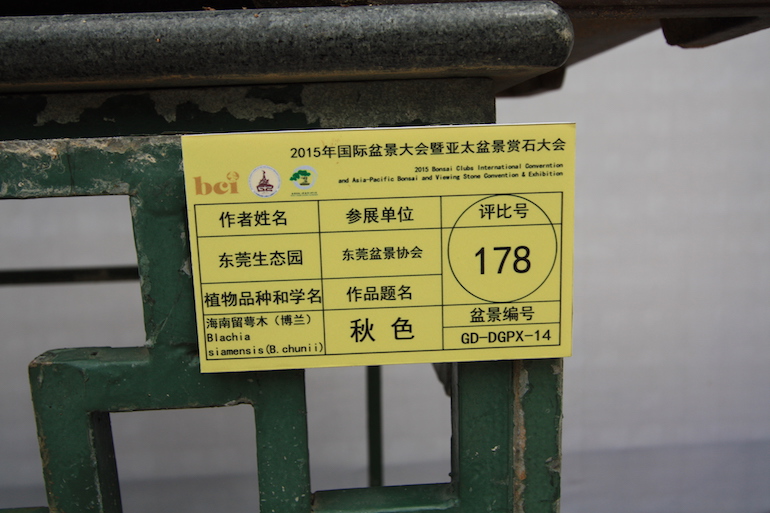 2015年国际盆景大会暨亚太盆景赏石大会
2015 Bonsai Clubs International Converntion
and Asia-Pacific Bonsai and Viewing Stone Convention & Exhibition
bci
作者姓名 参展单位 评比号
东莞生态园 东莞盆景协会 178
植物品种和学名 作品题名
海南留萼木（博兰） 秋色 盆景编号
Blachia
siamensis(B.chunii) GD-DGPX-14